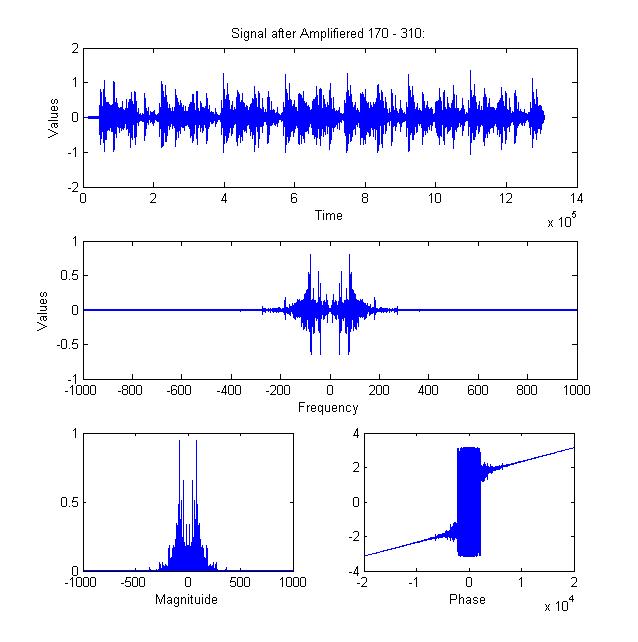 Signal after Amplifiered 170 - 310:
2
1
0
-1
-2
Values
0 2 4 6 8 10 12 14
Time
x 10^5
1
0.5
0
-0.5
-1
Values
-1000 -800 -600 -400 -200 0 200 400 600 800 1000
Frequency
1
0.5
0
-1000 -500 0 500 1000
Magnituide
4
2
0
-2
-4
-2 -1 0 1 2
Phase
x 10^4